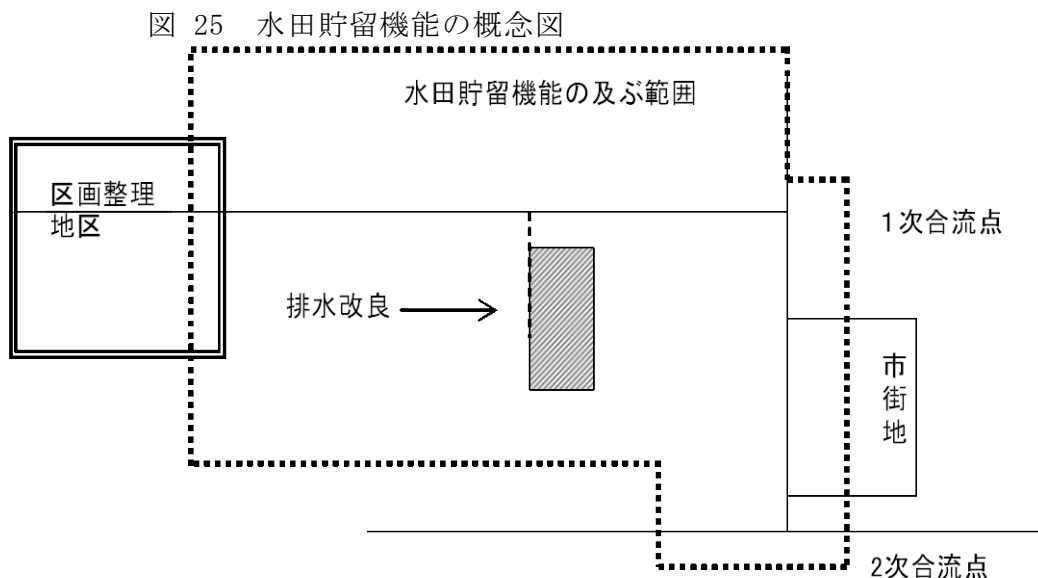 図 25 水田貯留機能の概念図
水田貯留機能の及ぶ範囲
区画整理
地区
1次合流点
排水改良
市街地
2次合流点